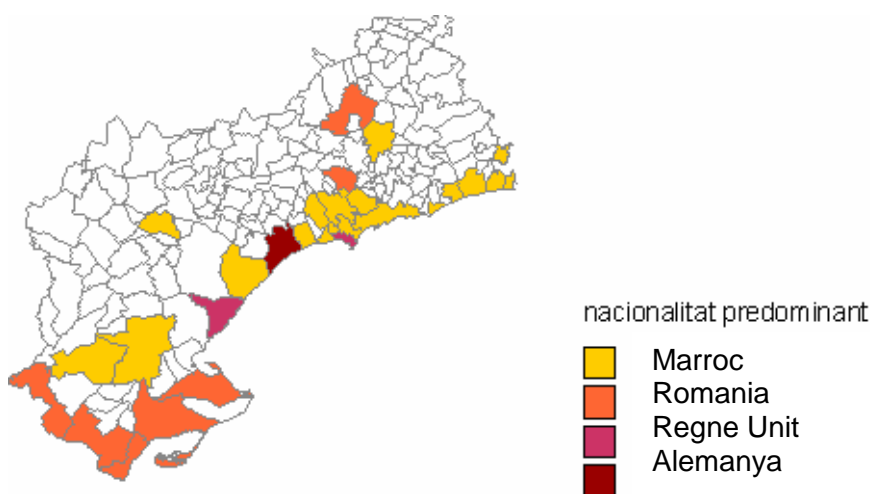 nacionalitat predominant
Marroc
Romania
Regne Unit
Alemanya